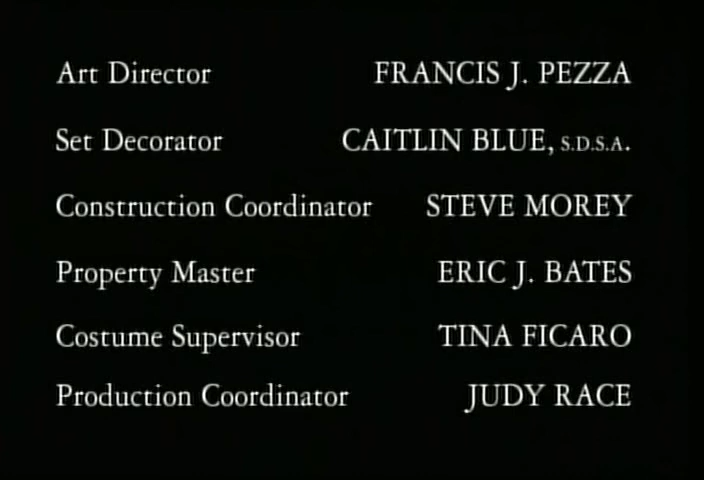 Art Director FRANCIS J. PEZZA
Set Decorator CAITLIN BLUE, S.D.S.A.
Construction Coordinator STEVE MOREY
Property Master ERIC J. BATES
Costume Supervisor TINA FICARO
Production Coordinator JUDY RACE